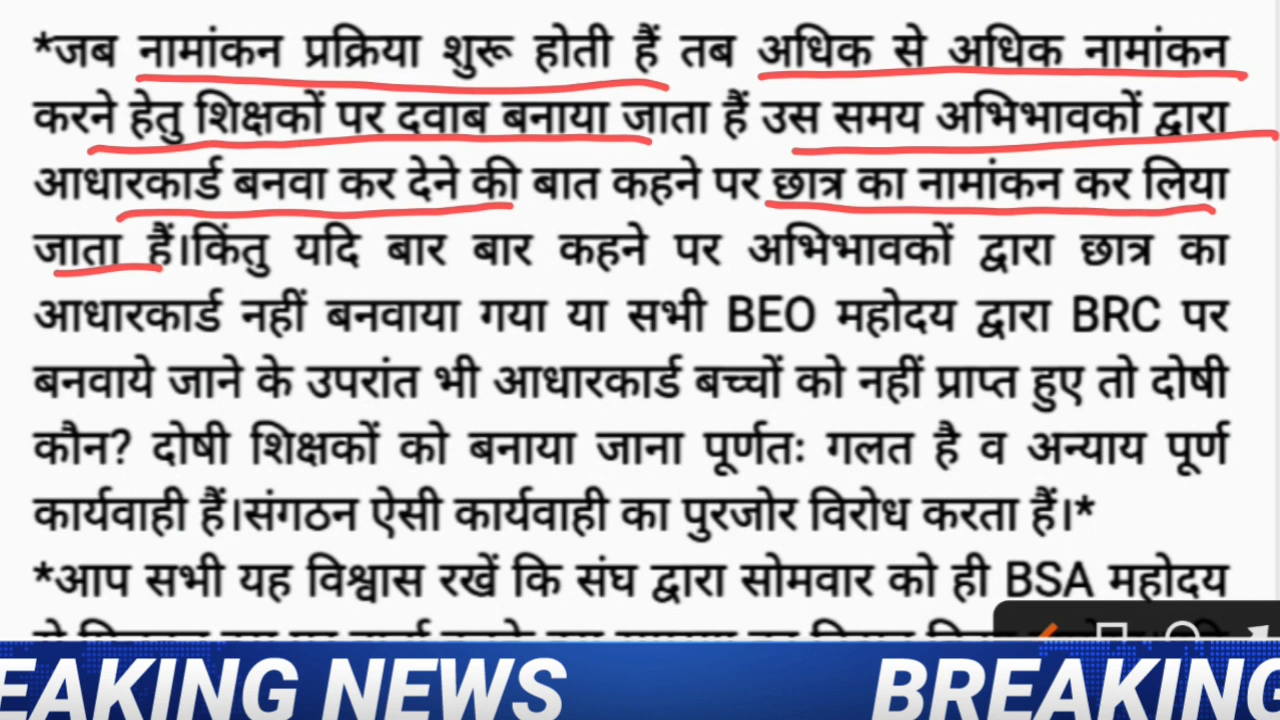 *जब नामांकन प्रक्रिया शुरू होती हैं तब अधिक से अधिक नामांकन
करने हेतु शिक्षकों पर दवाब बनाया जाता हैं उस समय अभिभावकों द्वारा
आधारकार्ड बनवा कर देने की बात कहने पर छात्र का नामांकन कर लिया
जाता हैं।किंतु यदि बार बार कहने पर अभिभावकों द्वारा छात्र का
आधारकार्ड नहीं बनवाया गया या सभी BEO महोदय द्वारा BRC पर
बनवाये जाने के उपरांत भी आधारकार्ड बच्चों को नहीं प्राप्त हुए तो दोषी
कौन? दोषी शिक्षकों को बनाया जाना पूर्णतः गलत है व अन्याय पूर्ण
कार्यवाही हैं।संगठन ऐसी कार्यवाही का पुरजोर विरोध करता हैं।*
*आप सभी यह विश्वास रखें कि संघ द्वारा सोमवार को ही BSA महोदय
EAKING NEWS BREAKING